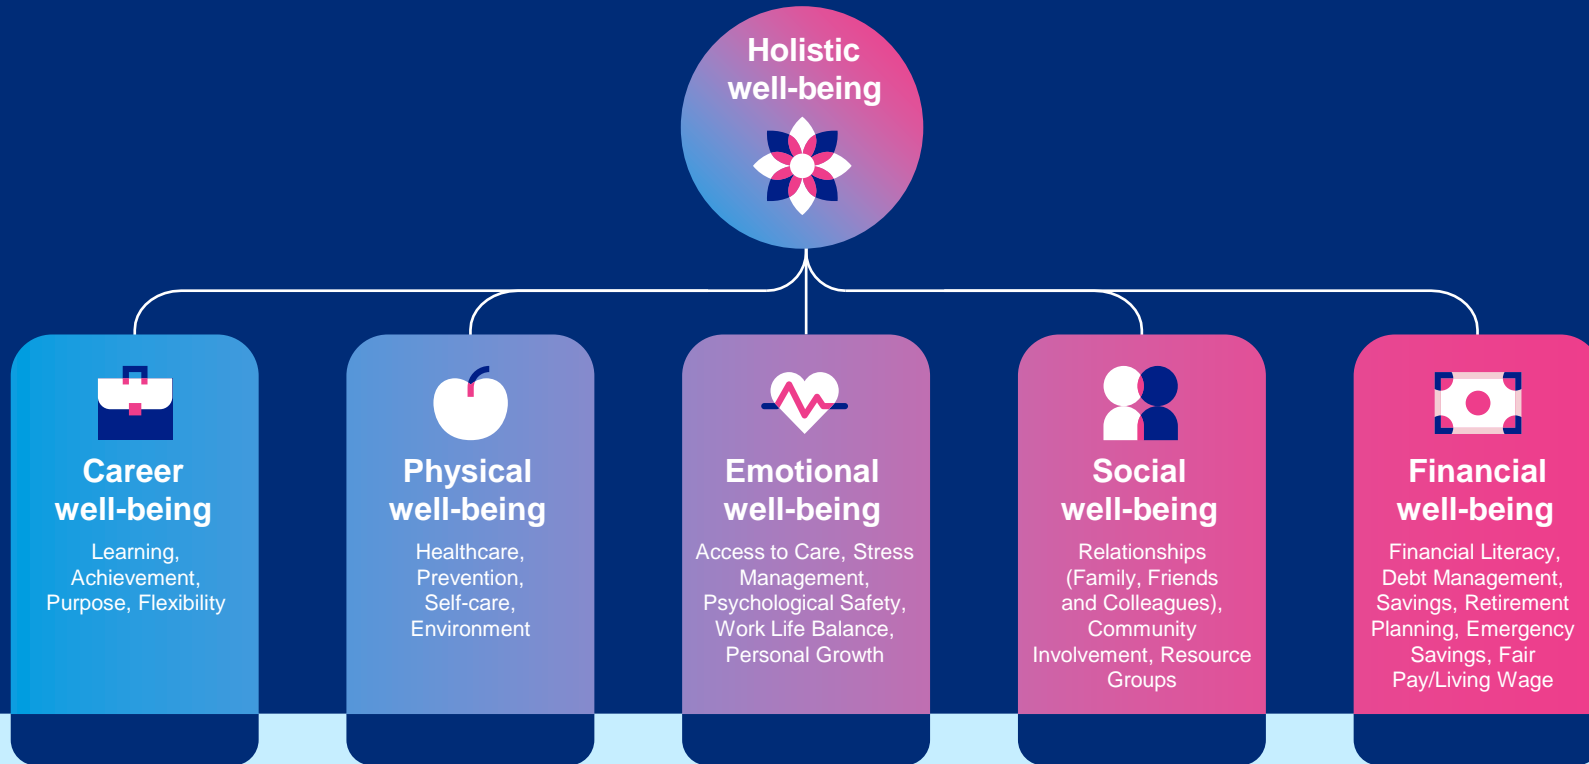 Holistic
well-being
Career
well-being
Learning,
Achievement,
Purpose, Flexibility
Physical
well-being
Healthcare,
Prevention,
Self-care,
Environment
Emotional
well-being
Access to Care, Stress
Management,
Psychological Safety,
Work Life Balance,
Personal Growth
Social
well-being
Relationships
(Family, Friends
and Colleagues),
Community
Involvement, Resource
Groups
Financial
well-being
Financial Literacy,
Debt Management,
Savings, Retirement
Planning, Emergency
Savings, Fair
Pay/Living Wage